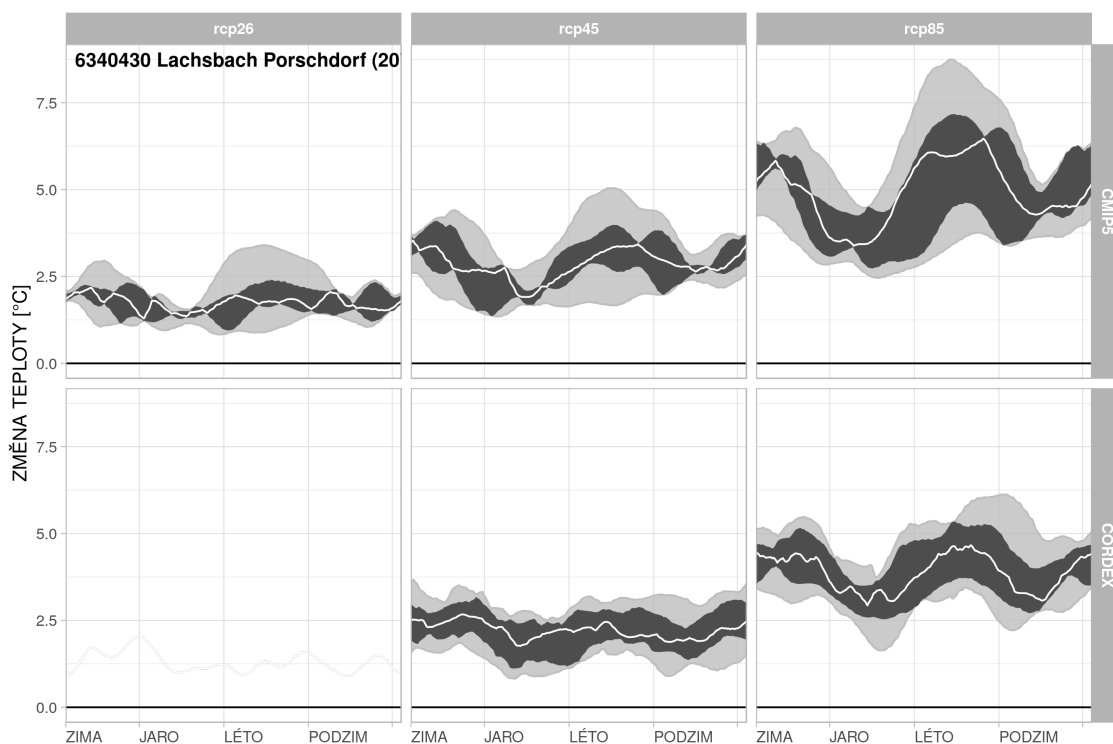 rcp26 rcp45 rcp85
6340430 Lachsbach Porschdorf (20
ZMĚNA TEPLOTY [°C]
7.5
5.0
2.5
0.0
CMIP5
7.5
5.0
2.5
0.0
CORDEX
ZIMA JARO LÉTO PODZIM ZIMA JARO LÉTO PODZIM ZIMA JARO LÉTO PODZIM